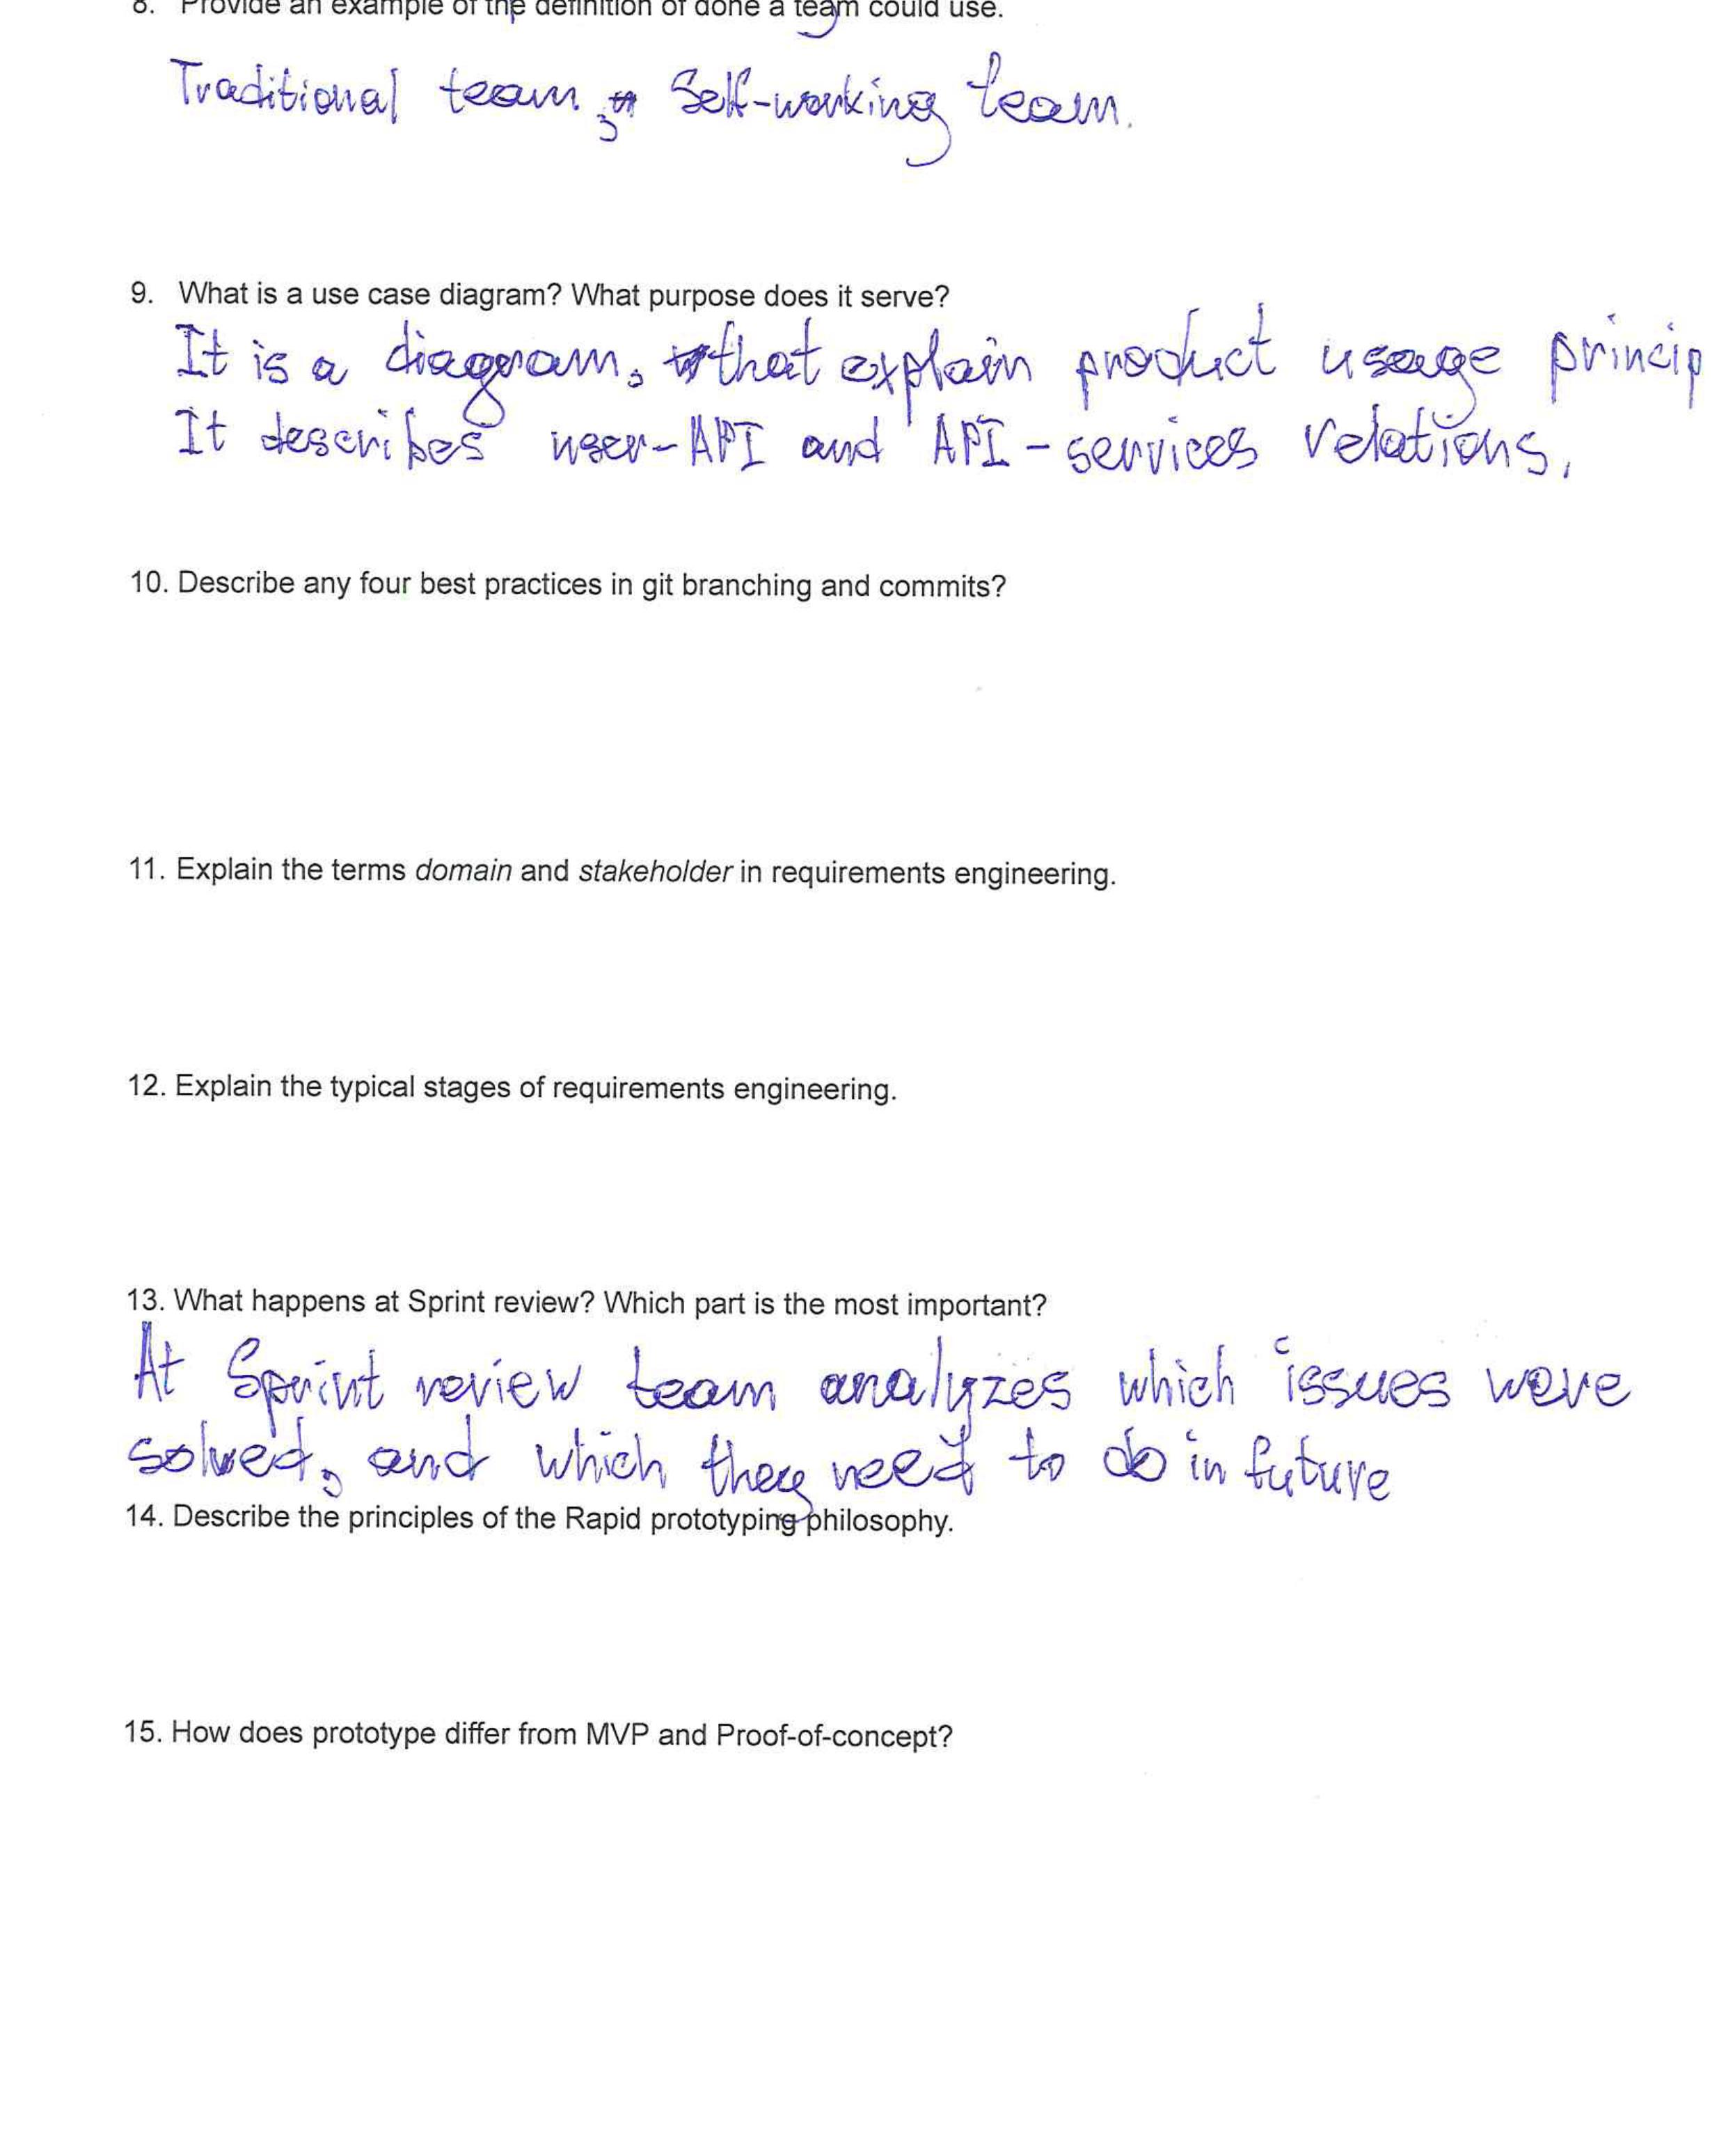 8. Provide an example of the definition of done a team could use.
Traditional team, Self-working team.
9. What is a use case diagram? What purpose does it serve?
It is a diagram, that explain product usage princip
It describes user-API and API-services relations.
10. Describe any four best practices in git branching and commits?
11. Explain the terms domain and stakeholder in requirements engineering.
12. Explain the typical stages of requirements engineering.
13. What happens at Sprint review? Which part is the most important?
At Sprint review team analyzes which issues were
solved, and which they need to do in future
14. Describe the principles of the Rapid prototyping philosophy.
15. How does prototype differ from MVP and Proof-of-concept?